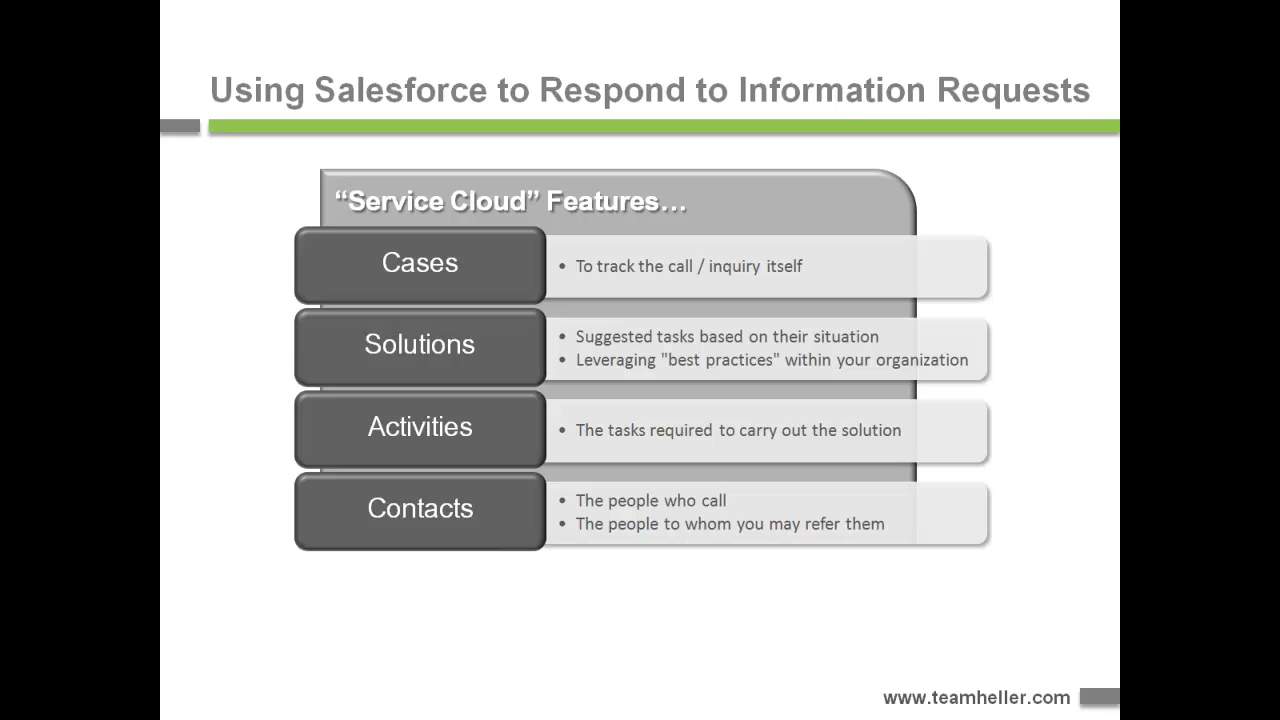 Using Salesforce to Respond to Information Requests
“Service Cloud” Features…
Cases
• To track the call / inquiry itself
Solutions
• Suggested tasks based on their situation
• Leveraging "best practices" within your organization
Activities
• The tasks required to carry out the solution
Contacts
• The people who call
• The people to whom you may refer them
www.teamheller.com